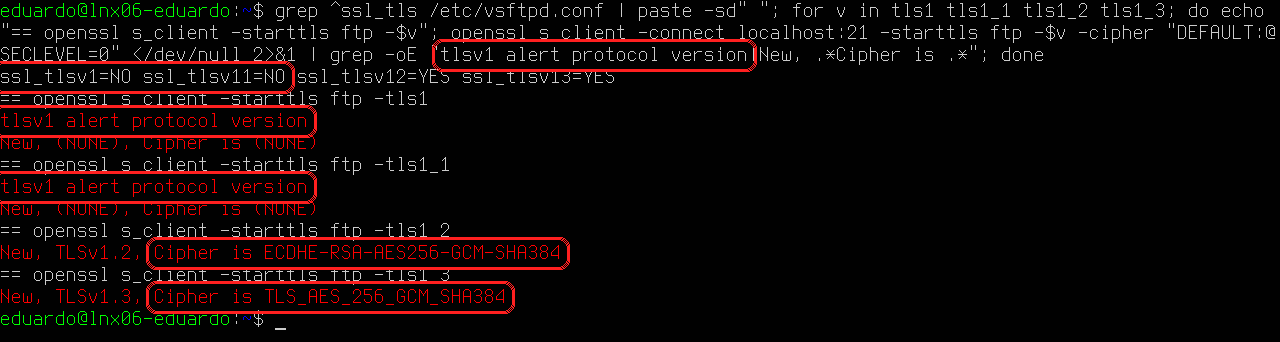 eduardo@lnx06-eduardo:~$ grep ^ssl_tls /etc/vsftpd.conf | paste -sd" "; for v in tls1 tls1_1 tls1_2 tls1_3; do echo
"== openssl s_client -starttls ftp -$v"; openssl s_client -connect localhost:21 -starttls ftp -$v -cipher "DEFAULT:@
SECLEVEL=0" </dev/null 2>&1 | grep -oE "tlsv1 alert protocol version|New, .*Cipher is .*"; done
ssl_tlsv1=NO ssl_tlsv11=NO ssl_tlsv12=YES ssl_tlsv13=YES
== openssl s_client -starttls ftp -tls1
tlsv1 alert protocol version
New, (NONE), Cipher is (NONE)
== openssl s_client -starttls ftp -tls1_1
tlsv1 alert protocol version
New, (NONE), Cipher is (NONE)
== openssl s_client -starttls ftp -tls1_2
New, TLSv1.2, Cipher is ECDHE-RSA-AES256-GCM-SHA384
== openssl s_client -starttls ftp -tls1_3
New, TLSv1.3, Cipher is TLS_AES_256_GCM_SHA384
eduardo@lnx06-eduardo:~$ _